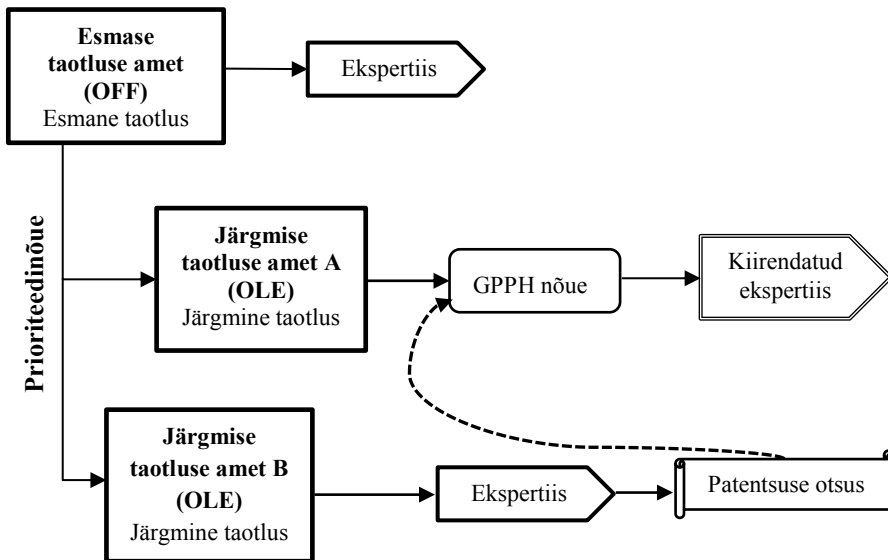 Esmase
taotluse amet
(OFF)
Esmane taotlus
Ekspertiis
Prioriteedinõue
Järgmise
taotluse amet A
(OLE)
Järgmine taotlus
GPPH nõue
Kiirendatud
ekspertiis
Järgmise
taotluse amet B
(OLE)
Järgmine taotlus
Ekspertiis
Patentsuse otsus